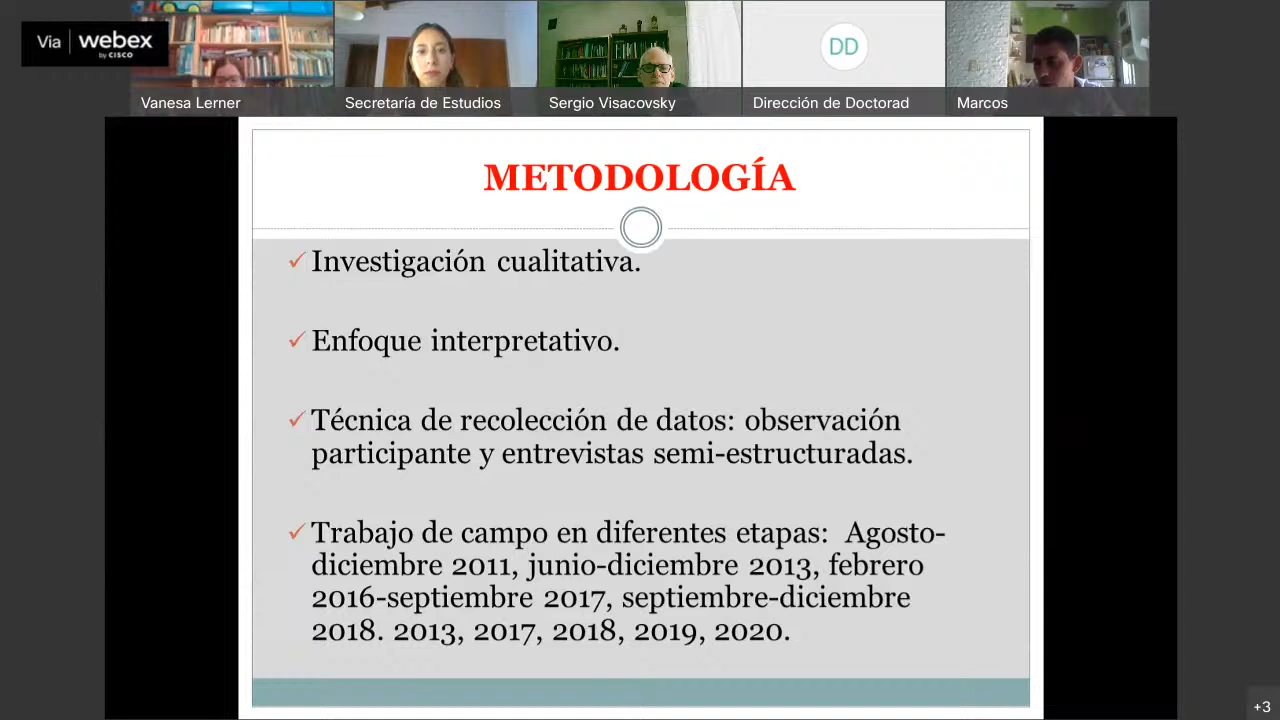 Via webex
by CISCO
Vanesa Lerner
Secretaría de Estudios
Sergio Visacovsky
DD
Dirección de Doctorad
Marcos
METODOLOGÍA
✓Investigación cualitativa.
✓Enfoque interpretativo.
✓Técnica de recolección de datos: observación
participante y entrevistas semi-estructuradas.
✓Trabajo de campo en diferentes etapas: Agosto-
diciembre 2011, junio-diciembre 2013, febrero
2016-septiembre 2017, septiembre-diciembre
2018. 2013, 2017, 2018, 2019, 2020.
+3